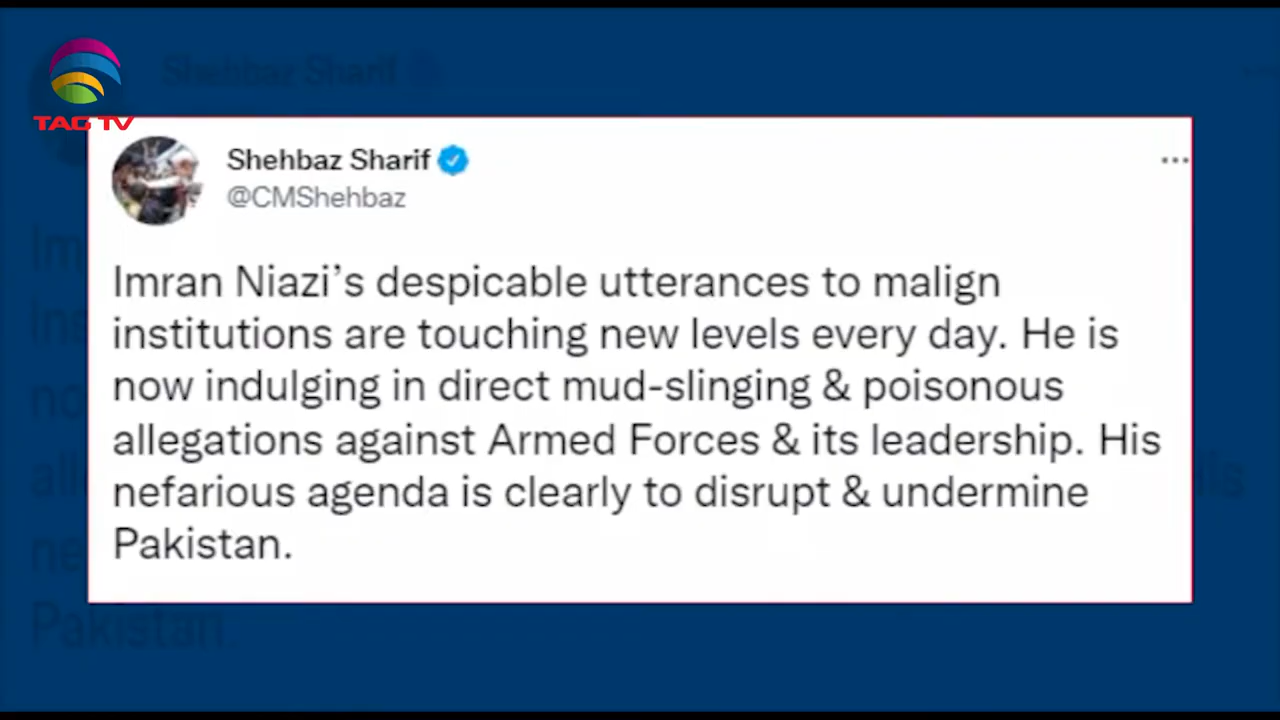 TAG TV
Shehbaz Sharif
@CMShehbaz
Imran Niazi’s despicable utterances to malign
institutions are touching new levels every day. He is
now indulging in direct mud-slinging & poisonous
allegations against Armed Forces & its leadership. His
nefarious agenda is clearly to disrupt & undermine
Pakistan.